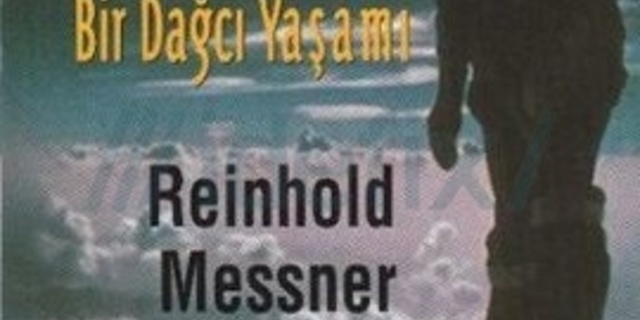 Bir Dağcı Yaşamı
Reinhold
Messner